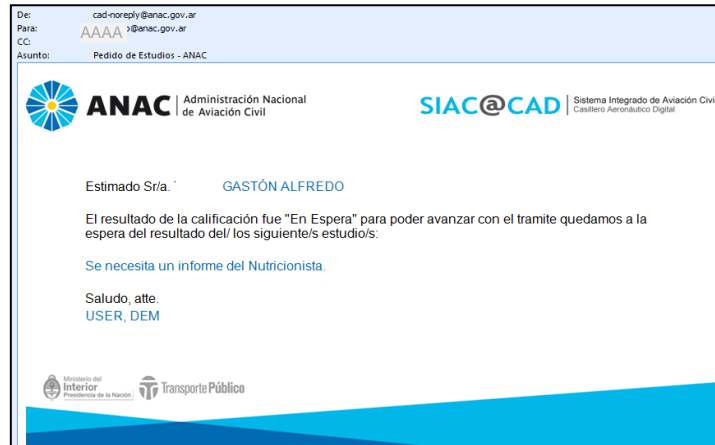 De: cad-noreply@anac.gov.ar
Para: AAAA @anac.gov.ar
CC:
Asunto: Pedido de Estudios - ANAC
ANAC Administración Nacional
de Aviación Civil
SIAC@CAD Sistema Integrado de Aviación Civi
Casillero Aeronáutico Digital
Estimado Sr/a. GASTÓN ALFREDO
El resultado de la calificación fue "En Espera" para poder avanzar con el tramite quedamos a la
espera del resultado del/ los siguiente/s estudio/s:
Se necesita un informe del Nutricionista.
Saludo, atte.
USER, DEM
Ministerio del
Interior
Presidencia de la Nación
Transporte Público